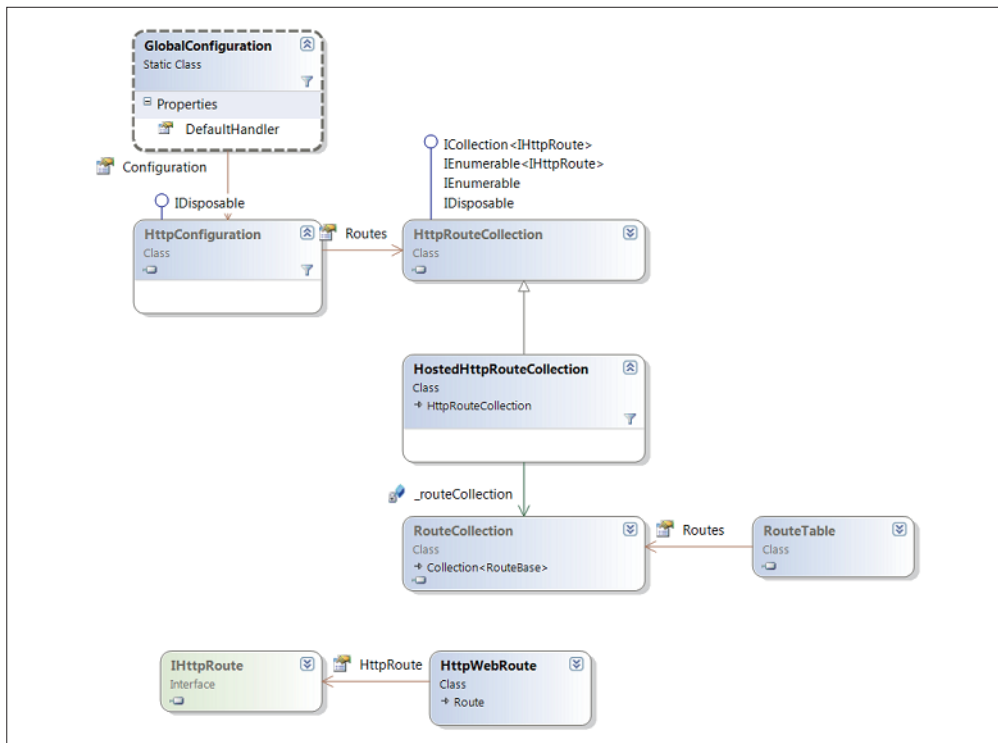 GlobalConfiguration
Static Class
Properties
DefaultHandler
Configuration
ICollection<IHttpRoute>
IEnumerable<IHttpRoute>
IEnumerable
IDisposable
IDisposable
HttpConfiguration
Class
Routes
HttpRouteCollection
Class
HostedHttpRouteCollection
Class
HttpRouteCollection
_routeCollection
RouteCollection
Class
Collection<RouteBase>
Routes
RouteTable
Class
IHttpRoute
Interface
HttpRoute
HttpWebRoute
Class
Route